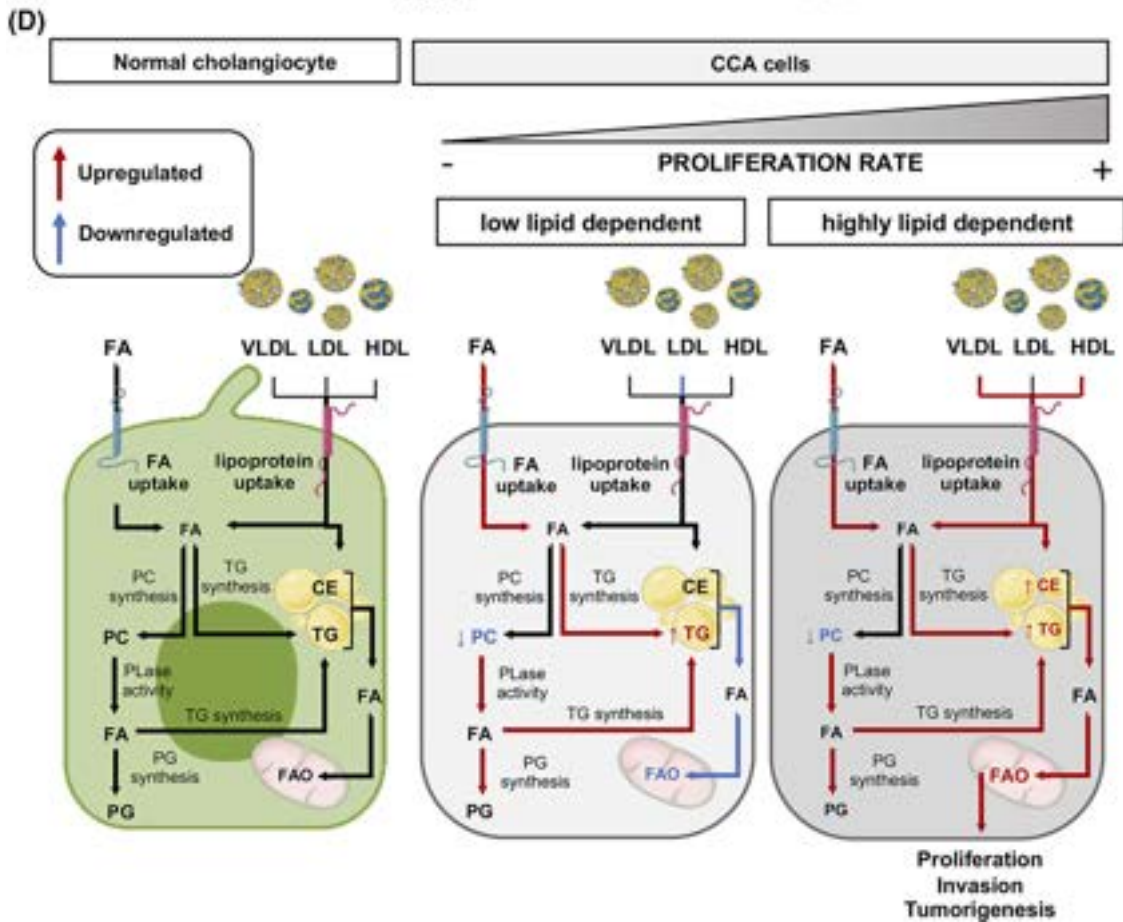 (D)
Normal cholangiocyte
CCA cells
Upregulated
Downregulated
-
PROLIFERATION RATE
+
low lipid dependent
highly lipid dependent
FA
VLDL LDL HDL
FA
uptake
lipoprotein
uptake
FA
PC
synthesis
TG
synthesis
CE
PC
TG
PLase
activity
FA
TG synthesis
FA
PG
synthesis
FAO
PG
FA
VLDL LDL HDL
FA
uptake
lipoprotein
uptake
FA
PC
synthesis
TG
synthesis
CE
↓ PC
↑ TG
PLase
activity
FA
TG synthesis
FA
PG
synthesis
FAO
PG
FA
VLDL LDL HDL
FA
uptake
lipoprotein
uptake
FA
PC
synthesis
TG
synthesis
↑ CE
↓ PC
↑ TG
PLase
activity
FA
TG synthesis
FA
PG
synthesis
FAO
PG
Proliferation
Invasion
Tumorigenesis